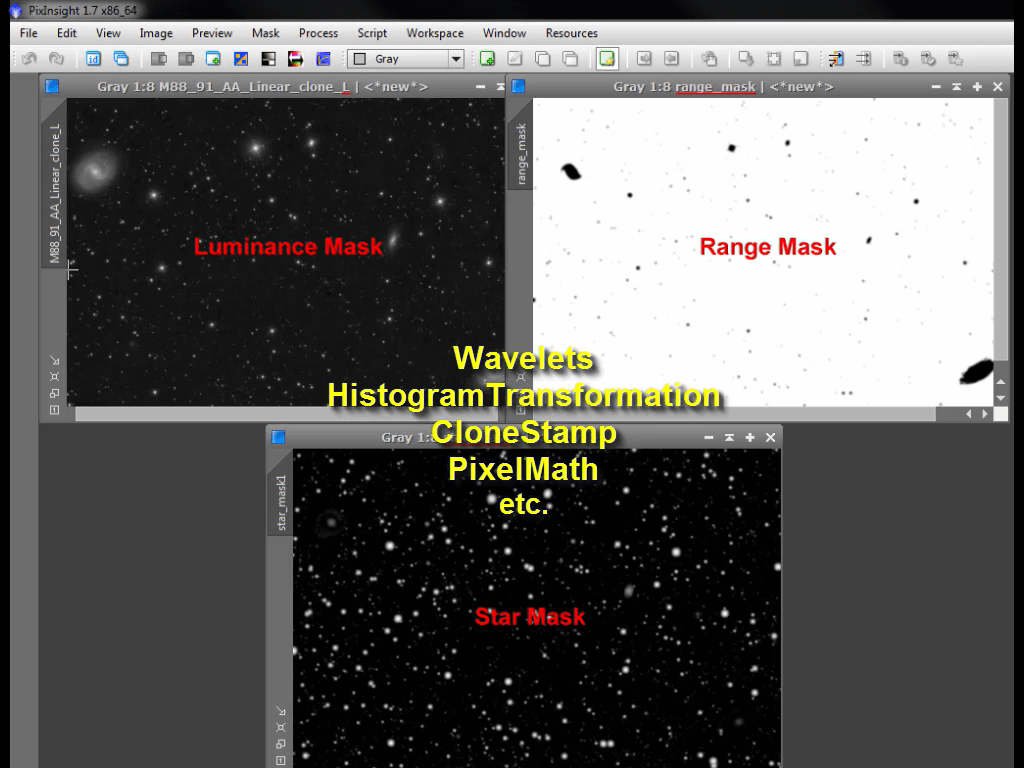 PixInsight 1.7 x86_64
File Edit View Image Preview Mask Process Script Workspace Window Resources
Gray
Gray 1:8 M88_91_AA_Linear_clone_L | <*new*>
Gray 1:8 range_mask | <*new*>
M88_91_AA_Linear_clone_L
range_mask
Luminance Mask
Range Mask
Wavelets
HistogramTransformation
CloneStamp
PixelMath
etc.
Gray 1:
star_mask1
Star Mask